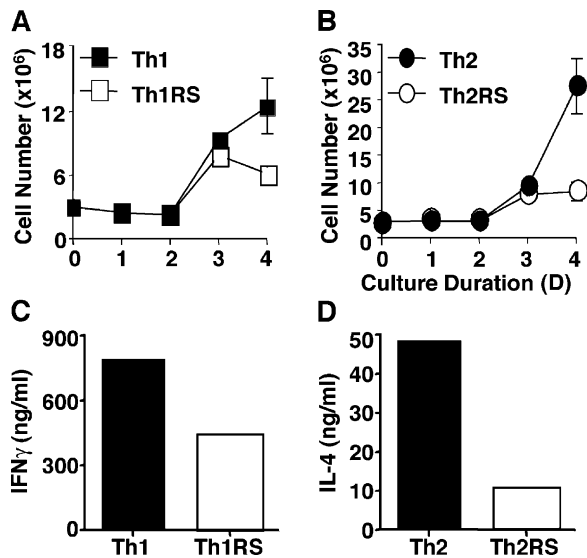 A
Cell Number (x10⁶)
18
12
6
0
Th1
Th1RS
0 1 2 3 4
B
Cell Number (x10⁶)
35
30
25
20
15
10
5
0
Th2
Th2RS
0 1 2 3 4
Culture Duration (D)
C
IFNγ (ng/ml)
900
600
300
0
Th1 Th1RS
D
IL-4 (ng/ml)
50
40
30
20
10
0
Th2 Th2RS